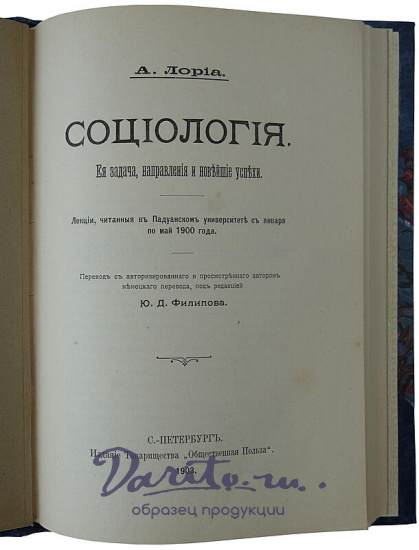 А. Лоріа.
СОЦІОЛОГІЯ.
Ея задача, направленія и новѣйшіе успѣхи.
Лекціи, читанныя въ Падуанскомъ университетѣ съ января
по май 1900 года.
Переводъ съ авторизированнаго и просмотрѣннаго авторомъ
нѣмецкаго перевода, подъ редакціей
Ю. Д. Филипова.
С.-ПЕТЕРБУРГЪ.
Изданіе Товарищества „Общественная Польза".
1903.
Darito.ru.
образец продукции